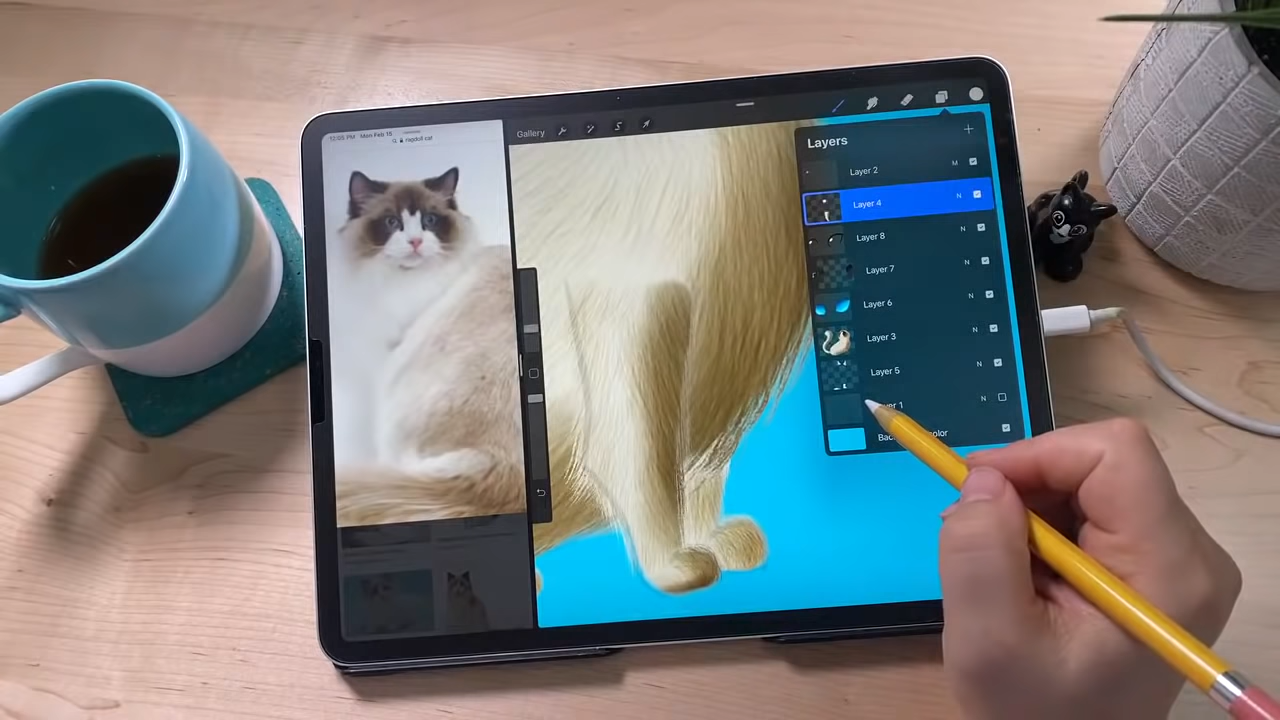 12:05 PM Mon Feb 15
ragdoll cat
Gallery
Layers
Layer 2
M
Layer 4
N
Layer 8
N
Layer 7
N
Layer 6
N
Layer 3
N
Layer 5
N
N